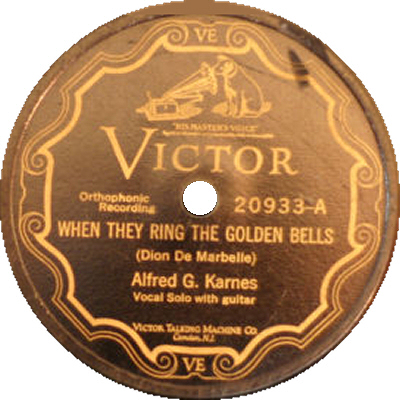 VE
"HIS MASTER'S VOICE"
VICTOR
Orthophonic
Recording
20933-A
WHEN THEY RING THE GOLDEN BELLS
(Dion De Marbelle)
Alfred G. Karnes
Vocal Solo with guitar
VICTOR TALKING MACHINE CO.
Camden, N.J.
VE